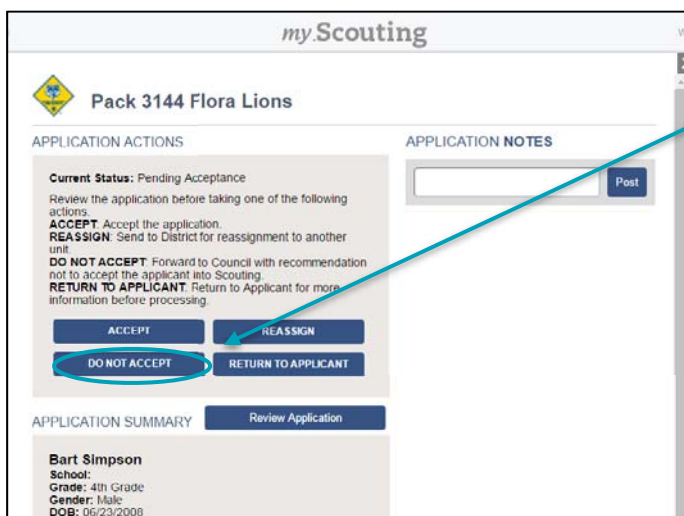 my.Scouting
Pack 3144 Flora Lions
APPLICATION ACTIONS
Current Status: Pending Acceptance
Review the application before taking one of the following
actions.
ACCEPT: Accept the application.
REASSIGN: Send to District for reassignment to another
unit.
DO NOT ACCEPT: Forward to Council with recommendation
not to accept the applicant into Scouting.
RETURN TO APPLICANT: Return to Applicant for more
information before processing.
ACCEPT REASSIGN
DO NOT ACCEPT RETURN TO APPLICANT
APPLICATION NOTES
Post
APPLICATION SUMMARY Review Application
Bart Simpson
School:
Grade: 4th Grade
Gender: Male
DOB: 06/23/2008